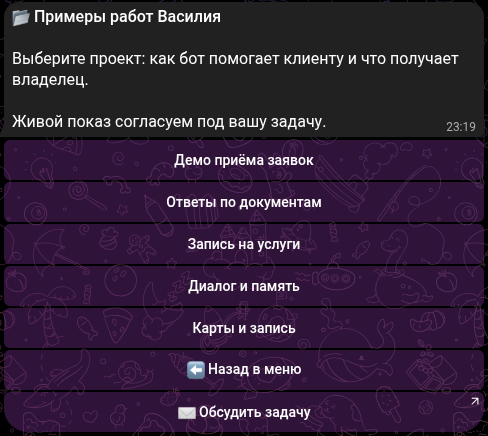 📂 Примеры работ Василия
Выберите проект: как бот помогает клиенту и что получает
владелец.
Живой показ согласуем под вашу задачу.
23:19
Демо приёма заявок
Ответы по документам
Запись на услуги
Диалог и память
Карты и запись
⬅️ Назад в меню
✉️ Обсудить задачу